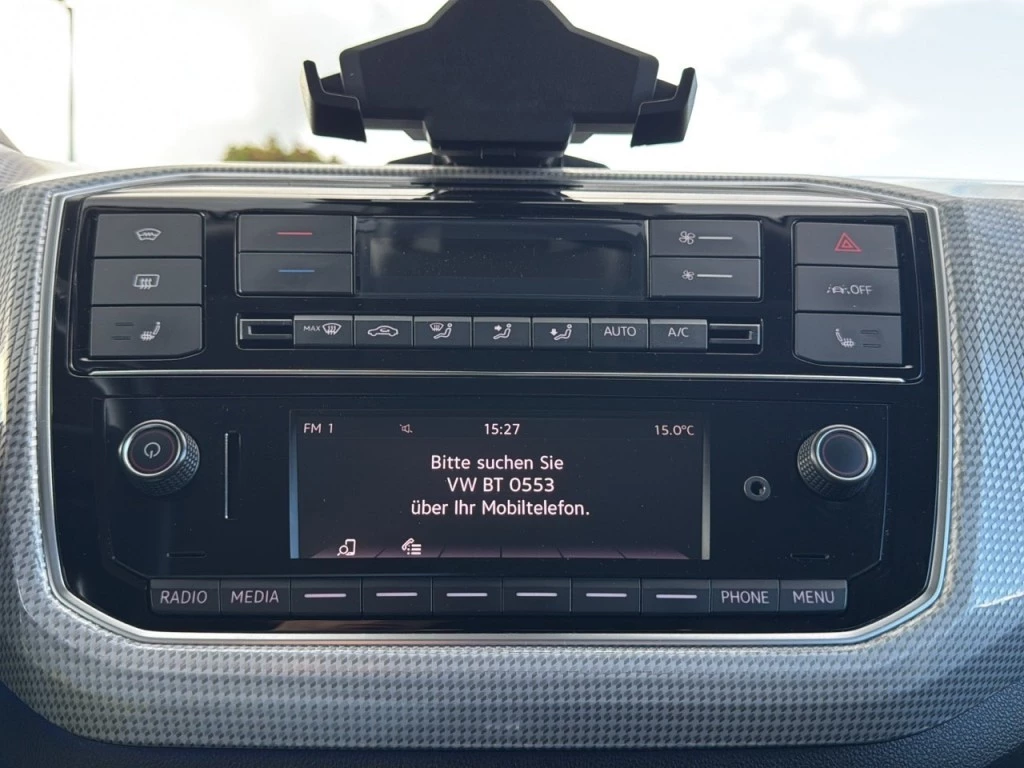 OFF
MAX
AUTO
A/C
FM 1
15:27
15.0°C
Bitte suchen Sie
VW BT 0553
über Ihr Mobiltelefon.
RADIO
MEDIA
PHONE
MENU